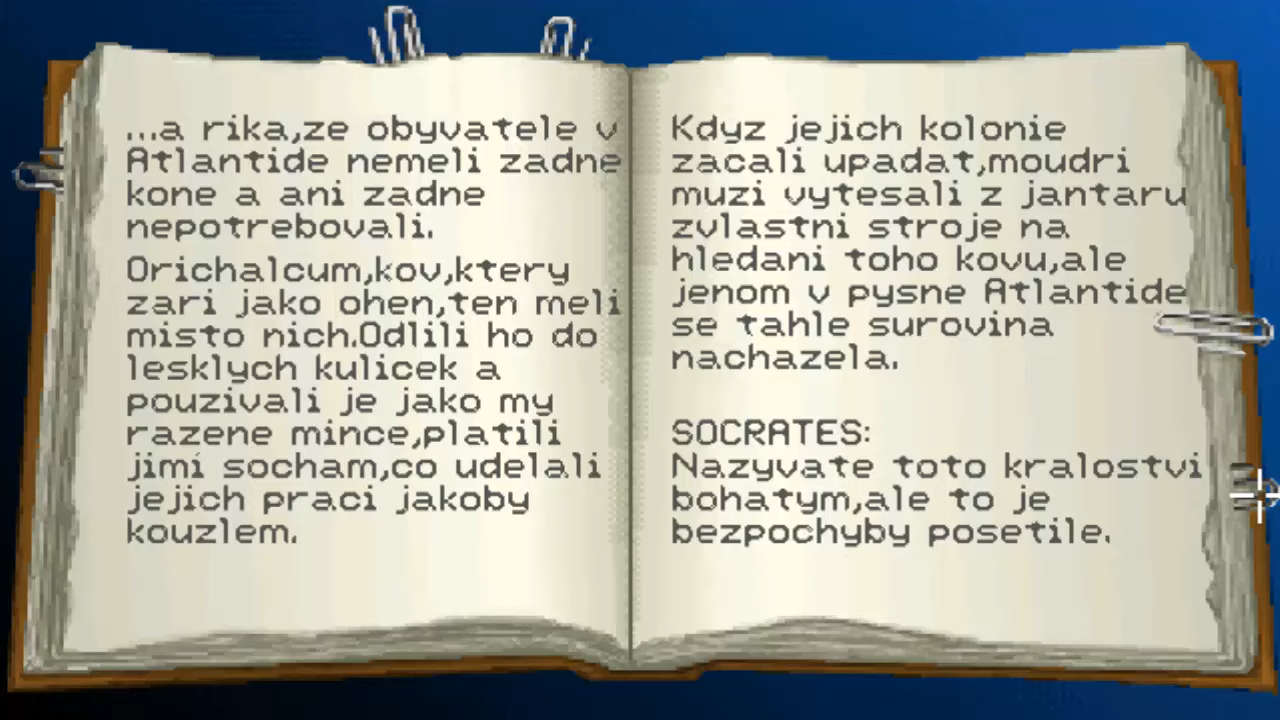 ...a rika,ze obyvatele v
Atlantide nemeli zadne
kone a ani zadne
nepotrebovali.
Orichalcum,kov,ktery
zari jako ohen,ten meli
misto nich.Odlili ho do
lesklych kulicek a
pouzivali je jako my
razene mince,platili
jimí socham,co udelali
jejich praci jakoby
kouzlem.
Kdyz jejich kolonie
zacali upadat,moudri
muzi vytesali z jantaru
zvlastni stroje na
hledani toho kovu,ale
jenom v pysne Atlantide
se tahle surovina
nachazela.
SOCRATES:
Nazyvate toto kralostvi
bohatym,ale to je
bezpochyby posetile.